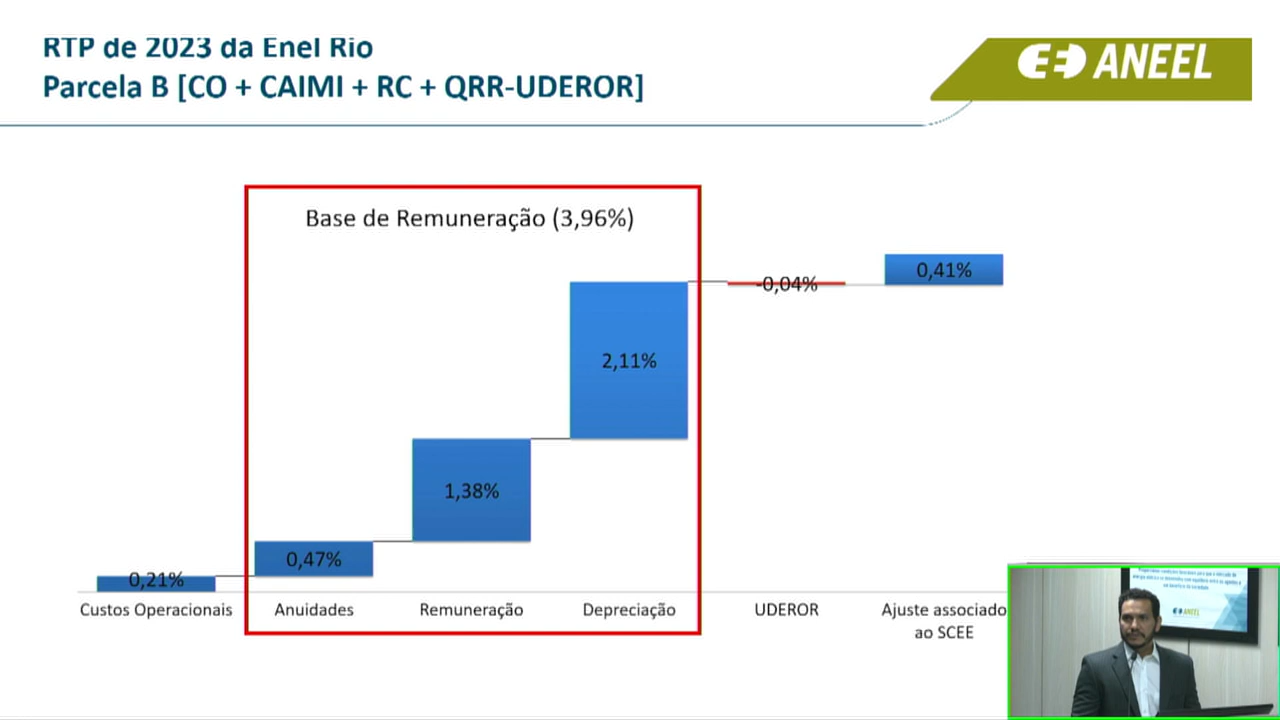 RTP de 2023 da Enel Rio
Parcela B [CO + CAIMI + RC + QRR-UDEROR]
ANEEL
Base de Remuneração (3,96%)
0,41%
-0,04%
2,11%
1,38%
0,47%
0,21%
Custos Operacionais
Anuidades
Remuneração
Depreciação
UDEROR
Ajuste associado
ao SCEE
ANEEL